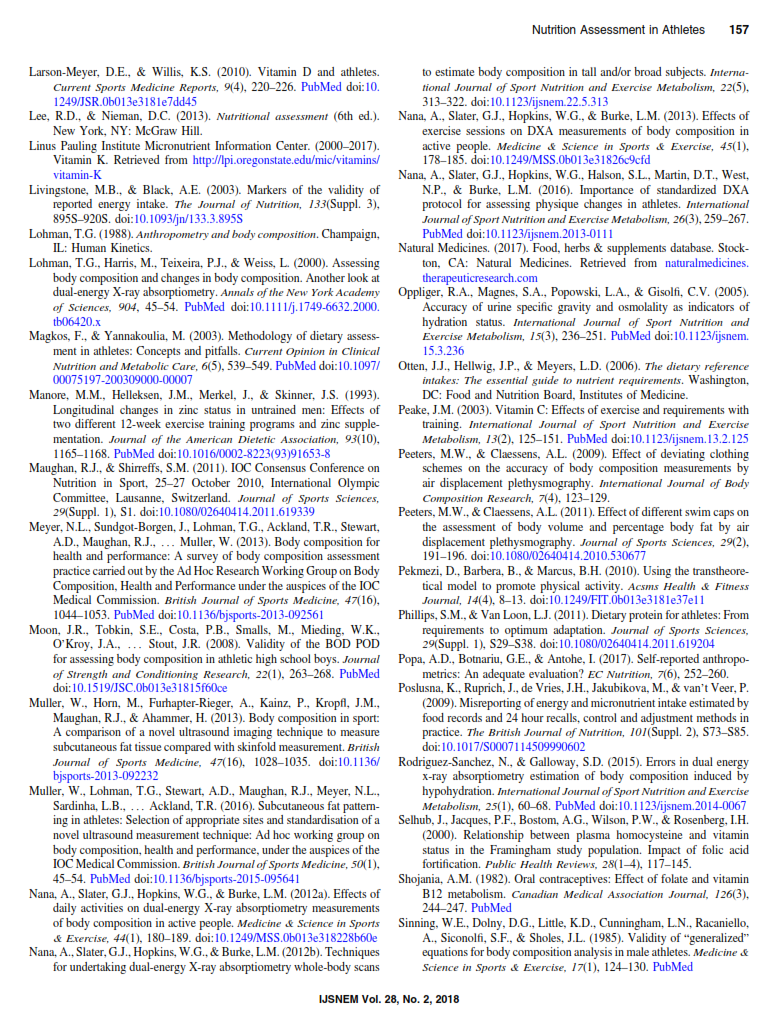 Nutrition Assessment in Athletes 157
Larson-Meyer, D.E., & Willis, K.S. (2010). Vitamin D and athletes.
Current Sports Medicine Reports, 9(4), 220–226. PubMed doi:10.
1249/JSR.0b013e3181e7dd45
Lee, R.D., & Nieman, D.C. (2013). Nutritional assessment (6th ed.).
New York, NY: McGraw Hill.
Linus Pauling Institute Micronutrient Information Center. (2000–2017).
Vitamin K. Retrieved from http://lpi.oregonstate.edu/mic/vitamins/
vitamin-K
Livingstone, M.B., & Black, A.E. (2003). Markers of the validity of
reported energy intake. The Journal of Nutrition, 133(Suppl. 3),
895S–920S. doi:10.1093/jn/133.3.895S
Lohman, T.G. (1988). Anthropometry and body composition. Champaign,
IL: Human Kinetics.
Lohman, T.G., Harris, M., Teixeira, P.J., & Weiss, L. (2000). Assessing
body composition and changes in body composition. Another look at
dual-energy X-ray absorptiometry. Annals of the New York Academy
of Sciences, 904, 45–54. PubMed doi:10.1111/j.1749-6632.2000.
tb06420.x
Magkos, F., & Yannakoulia, M. (2003). Methodology of dietary assess-
ment in athletes: Concepts and pitfalls. Current Opinion in Clinical
Nutrition and Metabolic Care, 6(5), 539–549. PubMed doi:10.1097/
00075197-200309000-00007
Manore, M.M., Helleksen, J.M., Merkel, J., & Skinner, J.S. (1993).
Longitudinal changes in zinc status in untrained men: Effects of
two different 12-week exercise training programs and zinc supple-
mentation. Journal of the American Dietetic Association, 93(10),
1165–1168. PubMed doi:10.1016/0002-8223(93)91653-8
Maughan, R.J., & Shirreffs, S.M. (2011). IOC Consensus Conference on
Nutrition in Sport, 25–27 October 2010, International Olympic
Committee, Lausanne, Switzerland. Journal of Sports Sciences,
29(Suppl. 1), S1. doi:10.1080/02640414.2011.619339
Meyer, N.L., Sundgot-Borgen, J., Lohman, T.G., Ackland, T.R., Stewart,
A.D., Maughan, R.J., . . . Muller, W. (2013). Body composition for
health and performance: A survey of body composition assessment
practice carried out by the Ad Hoc Research Working Group on Body
Composition, Health and Performance under the auspices of the IOC
Medical Commission. British Journal of Sports Medicine, 47(16),
1044–1053. PubMed doi:10.1136/bjsports-2013-092561
Moon, J.R., Tobkin, S.E., Costa, P.B., Smalls, M., Mieding, W.K.,
O’Kroy, J.A., . . . Stout, J.R. (2008). Validity of the BOD POD
for assessing body composition in athletic high school boys. Journal
of Strength and Conditioning Research, 22(1), 263–268. PubMed
doi:10.1519/JSC.0b013e31815f60ce
Muller, W., Horn, M., Furhapter-Rieger, A., Kainz, P., Kropfl, J.M.,
Maughan, R.J., & Ahammer, H. (2013). Body composition in sport:
A comparison of a novel ultrasound imaging technique to measure
subcutaneous fat tissue compared with skinfold measurement. British
Journal of Sports Medicine, 47(16), 1028–1035. doi:10.1136/
bjsports-2013-092232
Muller, W., Lohman, T.G., Stewart, A.D., Maughan, R.J., Meyer, N.L.,
Sardinha, L.B., . . . Ackland, T.R. (2016). Subcutaneous fat pattern-
ing in athletes: Selection of appropriate sites and standardisation of a
novel ultrasound measurement technique: Ad hoc working group on
body composition, health and performance, under the auspices of the
IOC Medical Commission. British Journal of Sports Medicine, 50(1),
45–54. PubMed doi:10.1136/bjsports-2015-095641
Nana, A., Slater, G.J., Hopkins, W.G., & Burke, L.M. (2012a). Effects of
daily activities on dual-energy X-ray absorptiometry measurements
of body composition in active people. Medicine & Science in Sports
& Exercise, 44(1), 180–189. doi:10.1249/MSS.0b013e318228b60e
Nana, A., Slater, G.J., Hopkins, W.G., & Burke, L.M. (2012b). Techniques
for undertaking dual-energy X-ray absorptiometry whole-body scans
to estimate body composition in tall and/or broad subjects. Interna-
tional Journal of Sport Nutrition and Exercise Metabolism, 22(5),
313–322. doi:10.1123/ijsnem.22.5.313
Nana, A., Slater, G.J., Hopkins, W.G., & Burke, L.M. (2013). Effects of
exercise sessions on DXA measurements of body composition in
active people. Medicine & Science in Sports & Exercise, 45(1),
178–185. doi:10.1249/MSS.0b013e31826c9cfd
Nana, A., Slater, G.J., Hopkins, W.G., Halson, S.L., Martin, D.T., West,
N.P., & Burke, L.M. (2016). Importance of standardized DXA
protocol for assessing physique changes in athletes. International
Journal of Sport Nutrition and Exercise Metabolism, 26(3), 259–267.
PubMed doi:10.1123/ijsnem.2013-0111
Natural Medicines. (2017). Food, herbs & supplements database. Stock-
ton, CA: Natural Medicines. Retrieved from naturalmedicines.
therapeuticresearch.com
Oppliger, R.A., Magnes, S.A., Popowski, L.A., & Gisolfi, C.V. (2005).
Accuracy of urine specific gravity and osmolality as indicators of
hydration status. International Journal of Sport Nutrition and
Exercise Metabolism, 15(3), 236–251. PubMed doi:10.1123/ijsnem.
15.3.236
Otten, J.J., Hellwig, J.P., & Meyers, L.D. (2006). The dietary reference
intakes: The essential guide to nutrient requirements. Washington,
DC: Food and Nutrition Board, Institutes of Medicine.
Peake, J.M. (2003). Vitamin C: Effects of exercise and requirements with
training. International Journal of Sport Nutrition and Exercise
Metabolism, 13(2), 125–151. PubMed doi:10.1123/ijsnem.13.2.125
Peeters, M.W., & Claessens, A.L. (2009). Effect of deviating clothing
schemes on the accuracy of body composition measurements by
air displacement plethysmography. International Journal of Body
Composition Research, 7(4), 123–129.
Peeters, M.W., & Claessens, A.L. (2011). Effect of different swim caps on
the assessment of body volume and percentage body fat by air
displacement plethysmography. Journal of Sports Sciences, 29(2),
191–196. doi:10.1080/02640414.2010.530677
Pekmezi, D., Barbera, B., & Marcus, B.H. (2010). Using the transtheore-
tical model to promote physical activity. Acsms Health & Fitness
Journal, 14(4), 8–13. doi:10.1249/FIT.0b013e3181e37e11
Phillips, S.M., & Van Loon, L.J. (2011). Dietary protein for athletes: From
requirements to optimum adaptation. Journal of Sports Sciences,
29(Suppl. 1), S29–S38. doi:10.1080/02640414.2011.619204
Popa, A.D., Botnariu, G.E., & Antohe, I. (2017). Self-reported anthropo-
metrics: An adequate evaluation? EC Nutrition, 7(6), 252–260.
Poslusna, K., Ruprich, J., de Vries, J.H., Jakubikova, M., & van’t Veer, P.
(2009). Misreporting of energy and micronutrient intake estimated by
food records and 24 hour recalls, control and adjustment methods in
practice. The British Journal of Nutrition, 101(Suppl. 2), S73–S85.
doi:10.1017/S0007114509990602
Rodriguez-Sanchez, N., & Galloway, S.D. (2015). Errors in dual energy
x-ray absorptiometry estimation of body composition induced by
hypohydration. International Journal of Sport Nutrition and Exercise
Metabolism, 25(1), 60–68. PubMed doi:10.1123/ijsnem.2014-0067
Selhub, J., Jacques, P.F., Bostom, A.G., Wilson, P.W., & Rosenberg, I.H.
(2000). Relationship between plasma homocysteine and vitamin
status in the Framingham study population. Impact of folic acid
fortification. Public Health Reviews, 28(1–4), 117–145.
Shojania, A.M. (1982). Oral contraceptives: Effect of folate and vitamin
B12 metabolism. Canadian Medical Association Journal, 126(3),
244–247. PubMed
Sinning, W.E., Dolny, D.G., Little, K.D., Cunningham, L.N., Racaniello,
A., Siconolfi, S.F., & Sholes, J.L. (1985). Validity of “generalized”
equations for body composition analysis in male athletes. Medicine &
Science in Sports & Exercise, 17(1), 124–130. PubMed
IJSNEM Vol. 28, No. 2, 2018